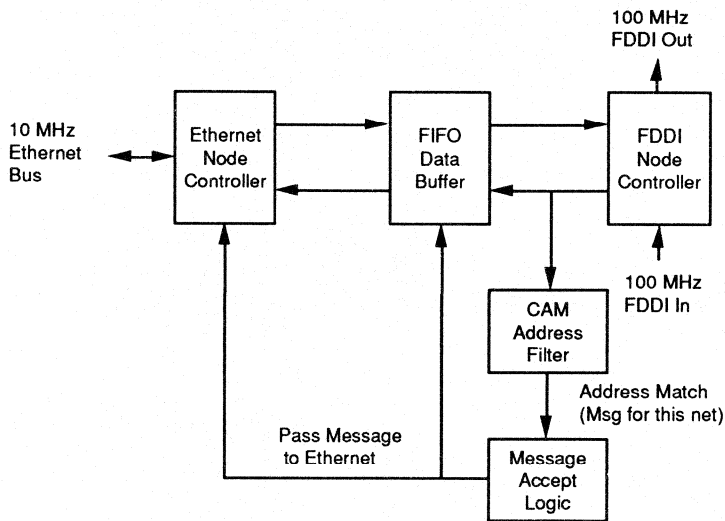 100 MHz
FDDI Out
10 MHz
Ethernet
Bus
Ethernet
Node
Controller
FIFO
Data
Buffer
FDDI
Node
Controller
100 MHz
FDDI In
CAM
Address
Filter
Address Match
(Msg for this net)
Pass Message
to Ethernet
Message
Accept
Logic